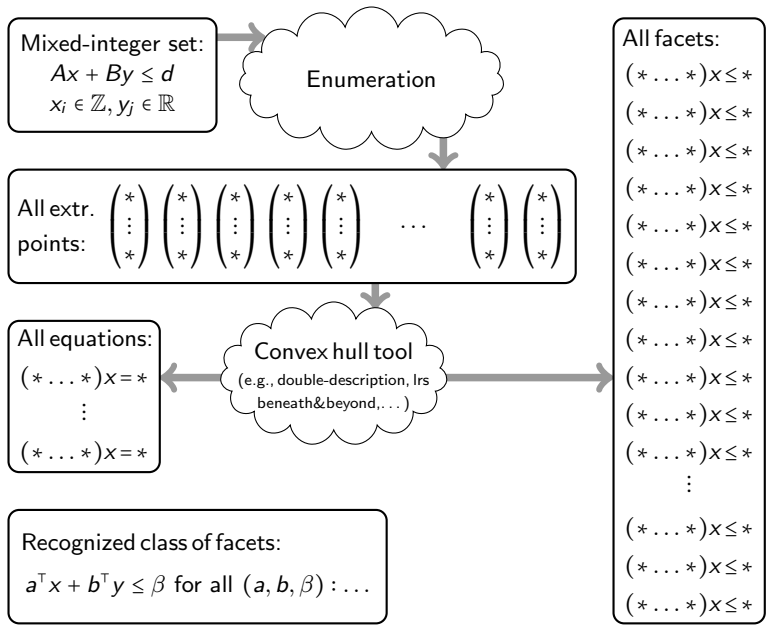 Mixed-integer set:
Ax + By ≤ d
xᵢ ∈ ℤ, yⱼ ∈ ℝ
Enumeration
All extr.
points:
(* ⋮ *) (* ⋮ *) (* ⋮ *) (* ⋮ *) (* ⋮ *) … (* ⋮ *) (* ⋮ *)
All equations:
(∗…∗)x=∗
⋮
(∗…∗)x=∗
Convex hull tool
(e.g., double-description, lrs
beneath&beyond,...)
Recognized class of facets:
aᵀx + bᵀy ≤ β for all (a, b, β) : ...
All facets:
(∗…∗)x≤∗
(∗…∗)x≤∗
(∗…∗)x≤∗
(∗…∗)x≤∗
(∗…∗)x≤∗
(∗…∗)x≤∗
(∗…∗)x≤∗
(∗…∗)x≤∗
(∗…∗)x≤∗
(∗…∗)x≤∗
(∗…∗)x≤∗
⋮
(∗…∗)x≤∗
(∗…∗)x≤∗
(∗…∗)x≤∗